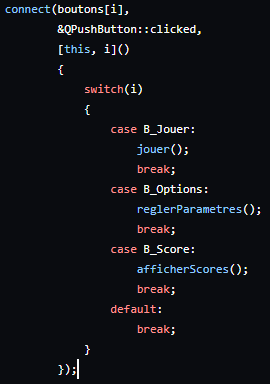 connect(boutons[i],
        &QPushButton::clicked,
        [this, i]()
        {
            switch(i)
            {
                case B_Jouer:
                    jouer();
                    break;
                case B_Options:
                    reglerParametres();
                    break;
                case B_Score:
                    afficherScores();
                    break;
                default:
                    break;
            }
        });